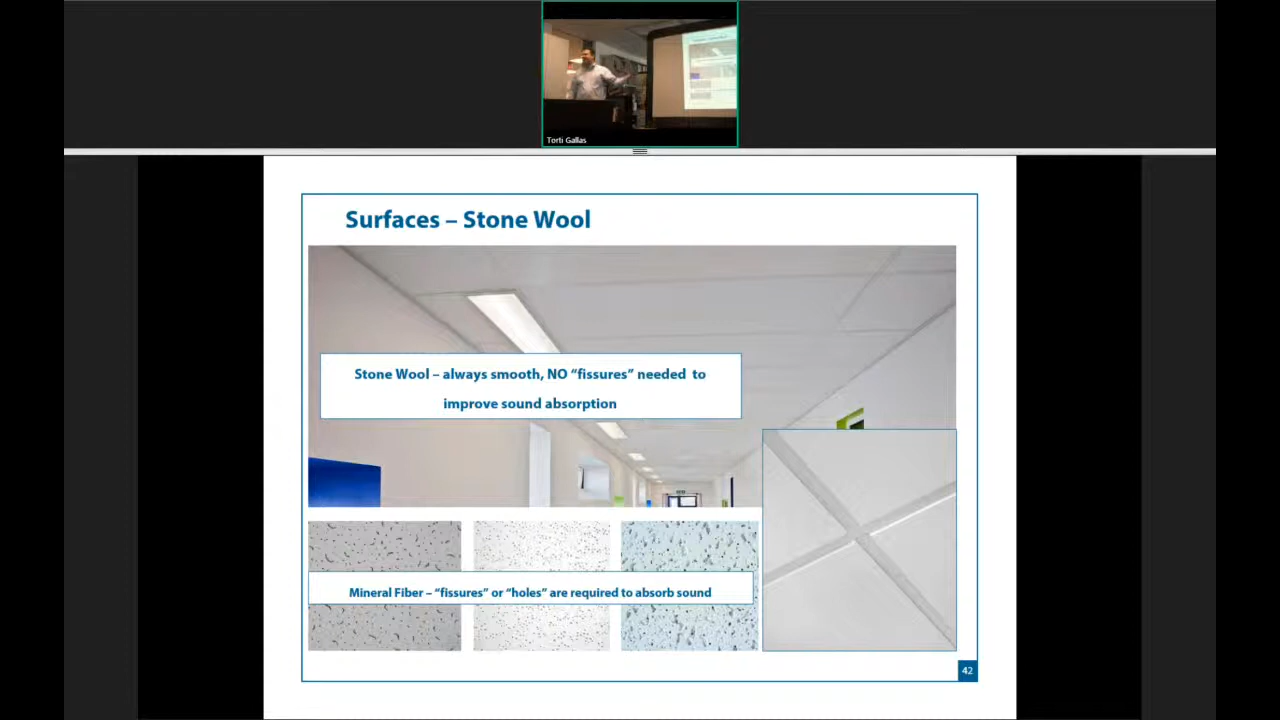 Torti Gallas
Surfaces – Stone Wool
Stone Wool – always smooth, NO “fissures” needed to
improve sound absorption
Mineral Fiber – “fissures” or “holes” are required to absorb sound
42